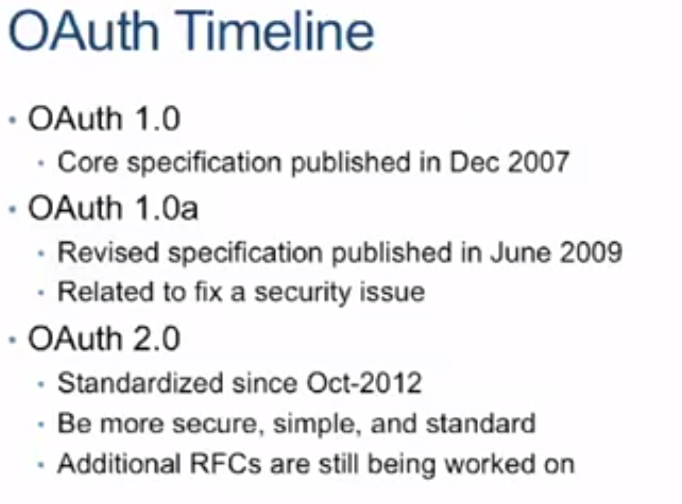 OAuth Timeline
• OAuth 1.0
• Core specification published in Dec 2007
• OAuth 1.0a
• Revised specification published in June 2009
• Related to fix a security issue
• OAuth 2.0
• Standardized since Oct-2012
• Be more secure, simple, and standard
• Additional RFCs are still being worked on